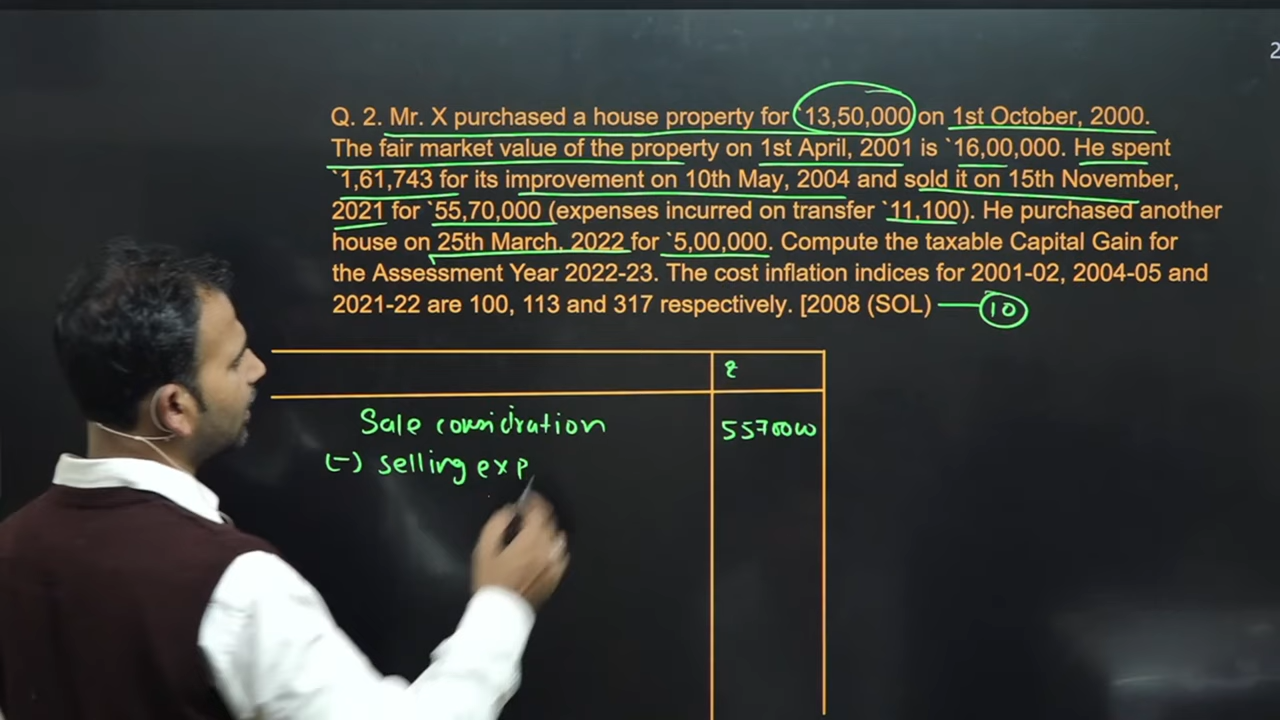 2
Q. 2. Mr. X purchased a house property for `13,50,000 on 1st October, 2000.
The fair market value of the property on 1st April, 2001 is `16,00,000. He spent
`1,61,743 for its improvement on 10th May, 2004 and sold it on 15th November,
2021 for `55,70,000 (expenses incurred on transfer `11,100). He purchased another
house on 25th March, 2022 for `5,00,000. Compute the taxable Capital Gain for
the Assessment Year 2022-23. The cost inflation indices for 2001-02, 2004-05 and
2021-22 are 100, 113 and 317 respectively. [2008 (SOL) — 10
₹
Sale considration 5570000
(-) selling exp